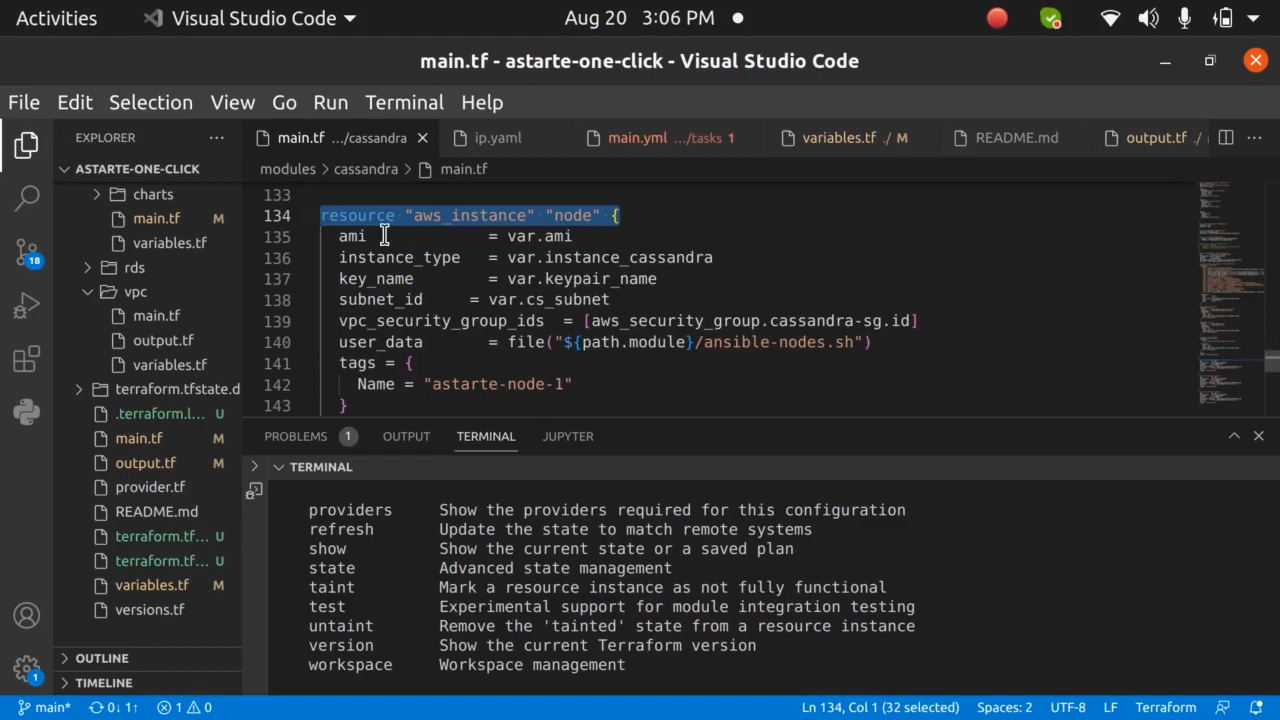 Activities
Visual Studio Code
Aug 20 3:06 PM
main.tf - astarte-one-click - Visual Studio Code
File Edit Selection View Go Run Terminal Help
EXPLORER
main.tf .../cassandra
ip.yaml
main.yml .../tasks 1
variables.tf ./ M
README.md
output.tf ./
ASTARTE-ONE-CLICK
modules > cassandra > main.tf
charts
main.tf M
variables.tf
rds
vpc
main.tf
output.tf
variables.tf
terraform.tfstate.d
.terraform.l... U
main.tf M
output.tf M
provider.tf
README.md
terraform.tf... U
terraform.tf... U
variables.tf M
versions.tf
OUTLINE
TIMELINE
18
1
133
134 resource "aws_instance" "node" {
135 ami = var.ami
136 instance_type = var.instance_cassandra
137 key_name = var.keypair_name
138 subnet_id = var.cs_subnet
139 vpc_security_group_ids = [aws_security_group.cassandra-sg.id]
140 user_data = file("${path.module}/ansible-nodes.sh")
141 tags = {
142 Name = "astarte-node-1"
143 }
PROBLEMS 1 OUTPUT TERMINAL JUPYTER
TERMINAL
providers Show the providers required for this configuration
refresh Update the state to match remote systems
show Show the current state or a saved plan
state Advanced state management
taint Mark a resource instance as not fully functional
test Experimental support for module integration testing
untaint Remove the 'tainted' state from a resource instance
version Show the current Terraform version
workspace Workspace management
main* 0↓ 1↑ 1 0
Ln 134, Col 1 (32 selected) Spaces: 2 UTF-8 LF Terraform